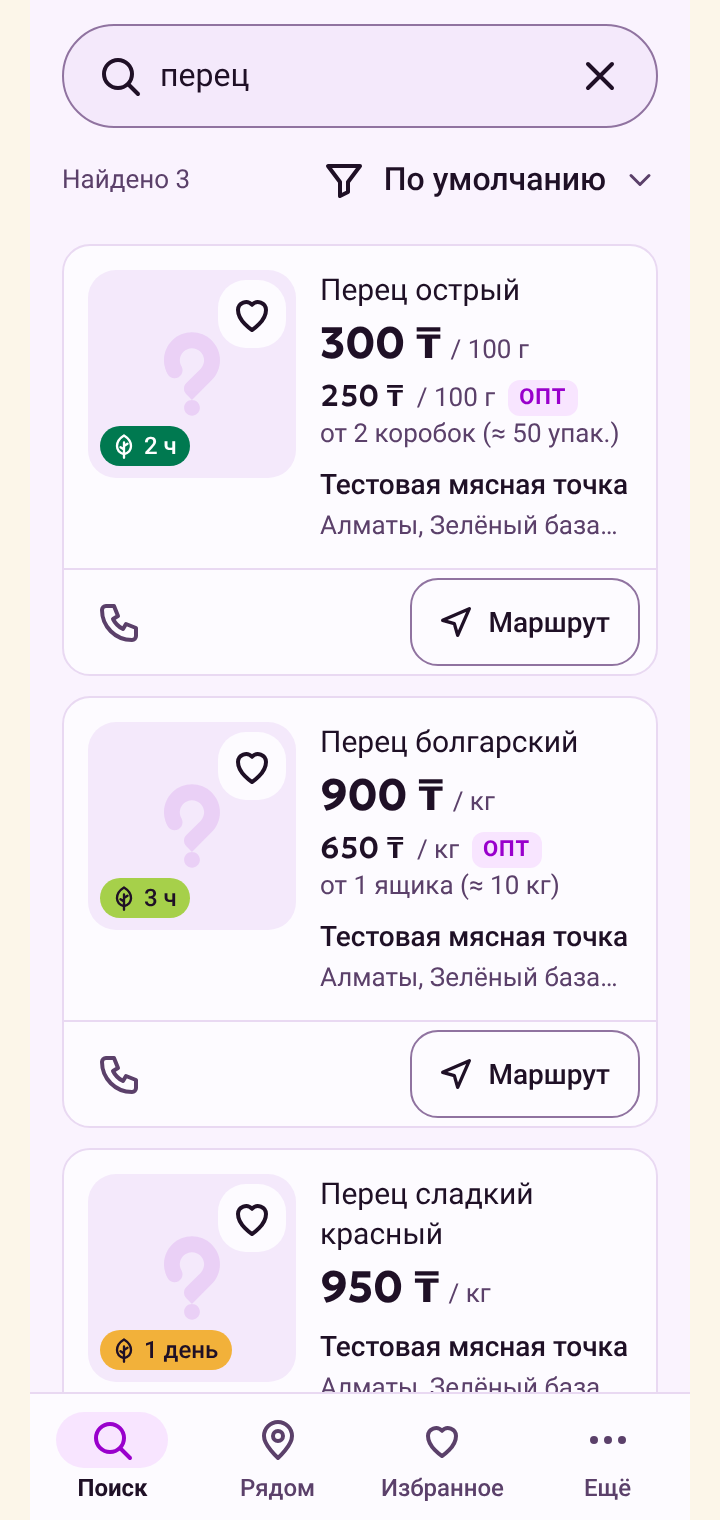 перец
Найдено 3
По умолчанию
Перец острый
300 ₸ / 100 г
250 ₸ / 100 г ОПТ
от 2 коробок (≈ 50 упак.)
2 ч
Тестовая мясная точка
Алматы, Зелёный база...
Маршрут
Перец болгарский
900 ₸ / кг
650 ₸ / кг ОПТ
от 1 ящика (≈ 10 кг)
3 ч
Тестовая мясная точка
Алматы, Зелёный база...
Маршрут
Перец сладкий
красный
950 ₸ / кг
1 день
Тестовая мясная точка
Алматы, Зелёный база
Поиск Рядом Избранное Ещё